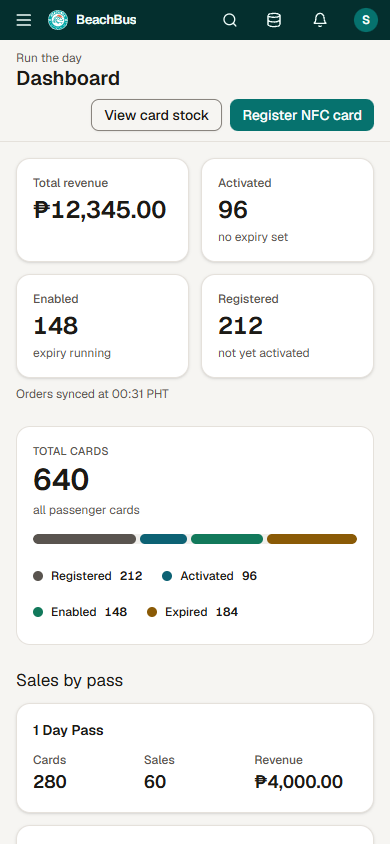 BeachBus
S
Run the day
Dashboard
View card stock
Register NFC card
Total revenue
₱12,345.00
Activated
96
no expiry set
Enabled
148
expiry running
Registered
212
not yet activated
Orders synced at 00:31 PHT
TOTAL CARDS
640
all passenger cards
Registered 212
Activated 96
Enabled 148
Expired 184
Sales by pass
1 Day Pass
Cards
280
Sales
60
Revenue
₱4,000.00